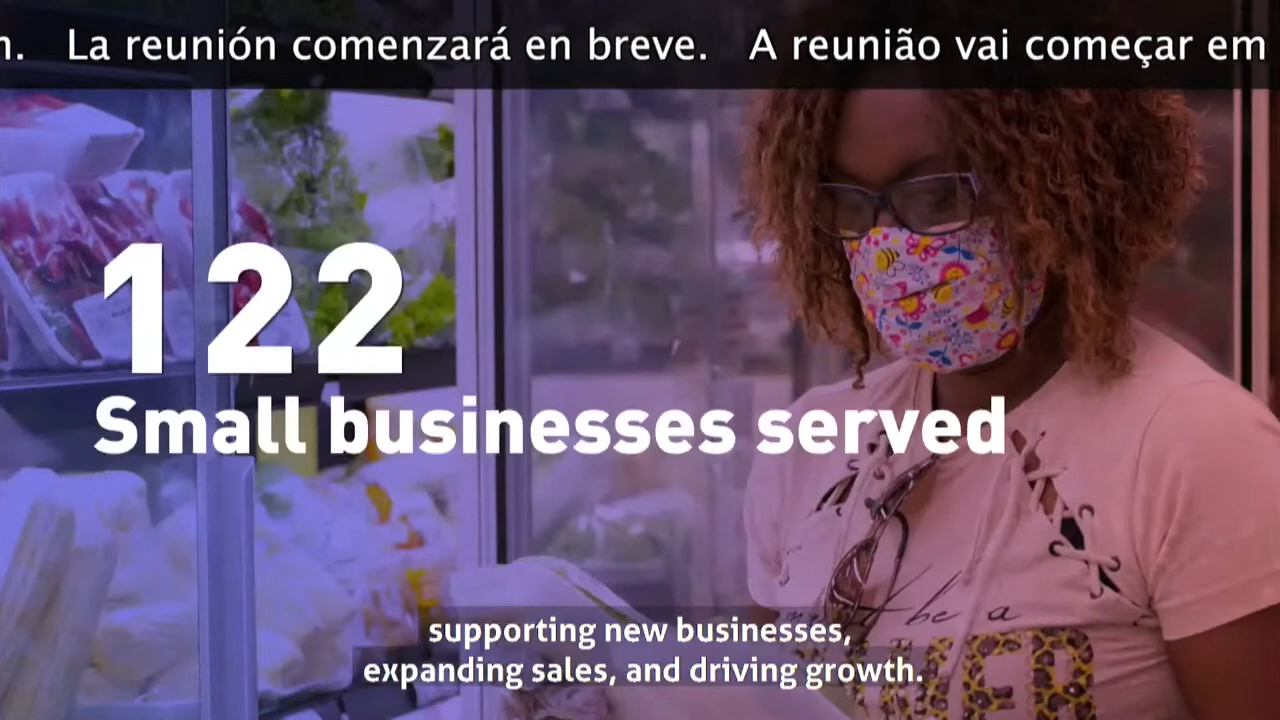 n. La reunión comenzará en breve. A reunião vai começar em
122
Small businesses served
be a
supporting new businesses,
expanding sales, and driving growth.